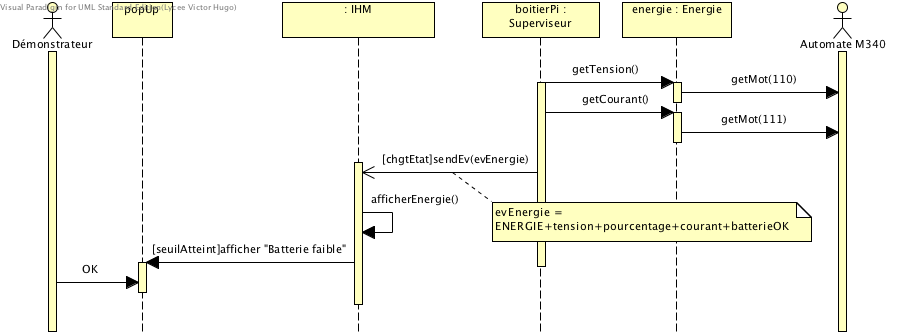 Visual Paradigm for UML Standard Edition(Lycee Victor Hugo)
popUp
: IHM
boitierPi :
Superviseur
energie : Energie
Démonstrateur
Automate M340
getTension()
getMot(110)
getCourant()
getMot(111)
[chgtEtat]sendEv(evEnergie)
afficherEnergie()
evEnergie =
ENERGIE+tension+pourcentage+courant+batterieOK
[seuilAtteint]afficher "Batterie faible"
OK